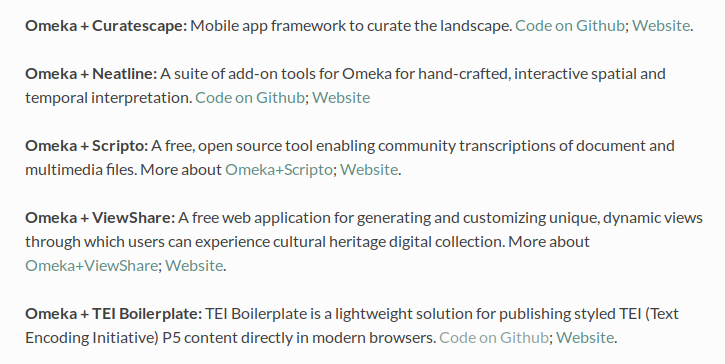 Omeka + Curatescape: Mobile app framework to curate the landscape. Code on Github; Website.
Omeka + Neatline: A suite of add-on tools for Omeka for hand-crafted, interactive spatial and
temporal interpretation. Code on Github; Website
Omeka + Scripto: A free, open source tool enabling community transcriptions of document and
multimedia files. More about Omeka+Scripto; Website.
Omeka + ViewShare: A free web application for generating and customizing unique, dynamic views
through which users can experience cultural heritage digital collection. More about
Omeka+ViewShare; Website.
Omeka + TEI Boilerplate: TEI Boilerplate is a lightweight solution for publishing styled TEI (Text
Encoding Initiative) P5 content directly in modern browsers. Code on Github; Website.